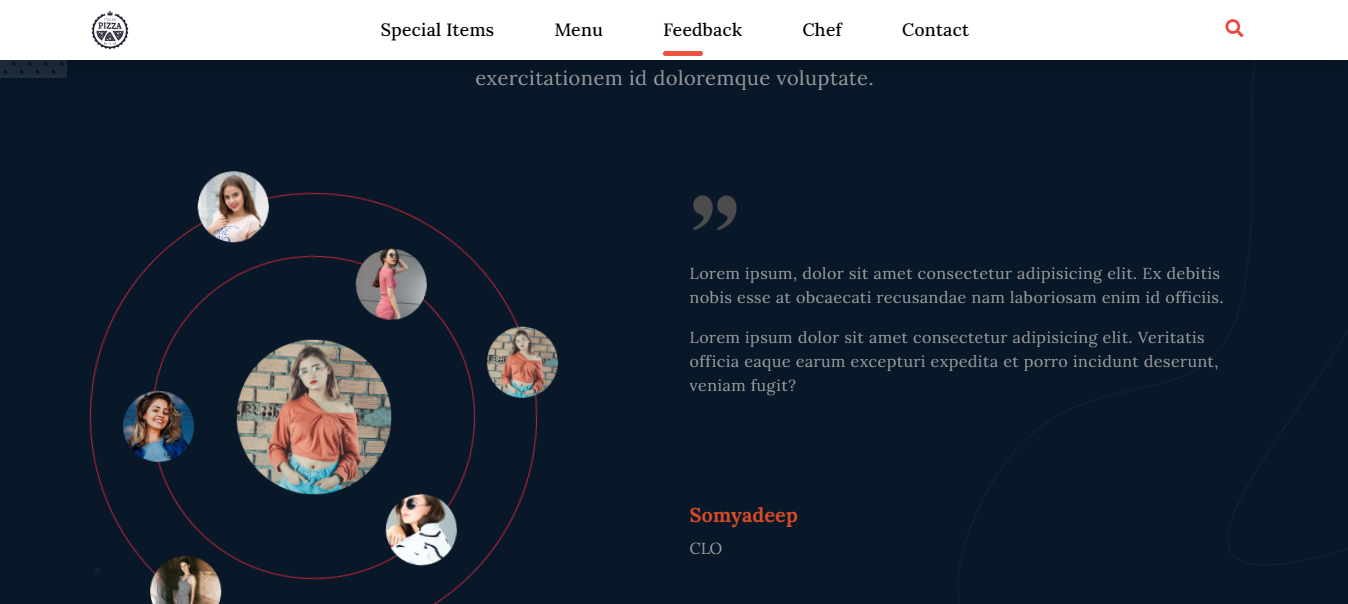 PIZZA
Special Items
Menu
Feedback
Chef
Contact
exercitationem id doloremque voluptate.
”
Lorem ipsum, dolor sit amet consectetur adipisicing elit. Ex debitis
nobis esse at obcaecati recusandae nam laboriosam enim id officiis.
Lorem ipsum dolor sit amet consectetur adipisicing elit. Veritatis
officia eaque earum excepturi expedita et porro incidunt deserunt,
veniam fugit?
Somyadeep
CLO